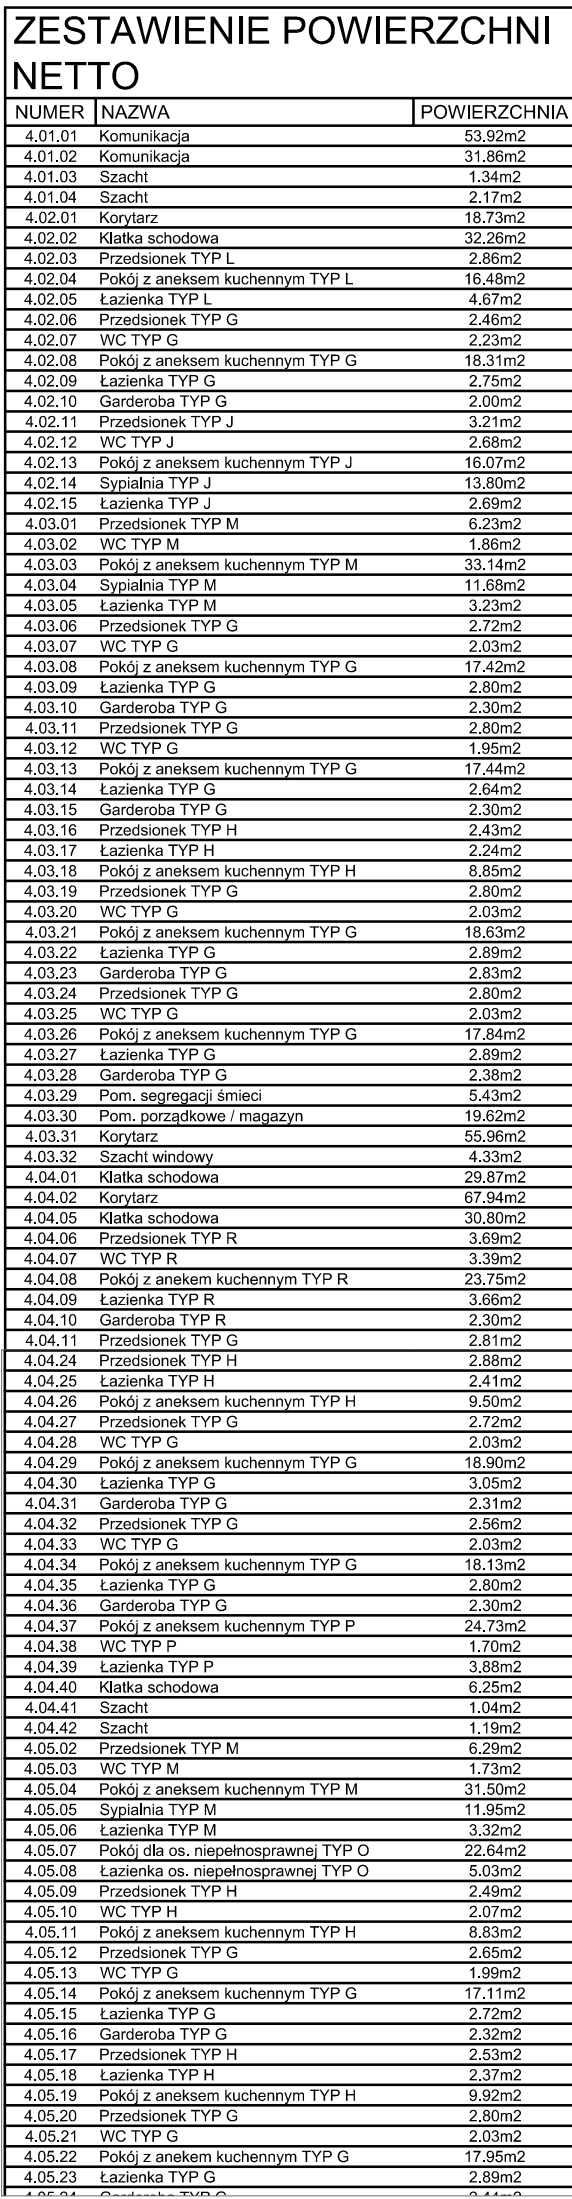 ZESTAWIENIE POWIERZCHNI
NETTO
NUMER NAZWA POWIERZCHNIA
4.01.01 Komunikacja 53.92m2
4.01.02 Komunikacja 31.86m2
4.01.03 Szacht 1.34m2
4.01.04 Szacht 2.17m2
4.02.01 Korytarz 18.73m2
4.02.02 Klatka schodowa 32.26m2
4.02.03 Przedsionek TYP L 2.86m2
4.02.04 Pokój z aneksem kuchennym TYP L 16.48m2
4.02.05 Łazienka TYP L 4.67m2
4.02.06 Przedsionek TYP G 2.46m2
4.02.07 WC TYP G 2.23m2
4.02.08 Pokój z aneksem kuchennym TYP G 18.31m2
4.02.09 Łazienka TYP G 2.75m2
4.02.10 Garderoba TYP G 2.00m2
4.02.11 Przedsionek TYP J 3.21m2
4.02.12 WC TYP J 2.68m2
4.02.13 Pokój z aneksem kuchennym TYP J 16.07m2
4.02.14 Sypialnia TYP J 13.80m2
4.02.15 Łazienka TYP J 2.69m2
4.03.01 Przedsionek TYP M 6.23m2
4.03.02 WC TYP M 1.86m2
4.03.03 Pokój z aneksem kuchennym TYP M 33.14m2
4.03.04 Sypialnia TYP M 11.68m2
4.03.05 Łazienka TYP M 3.23m2
4.03.06 Przedsionek TYP G 2.72m2
4.03.07 WC TYP G 2.03m2
4.03.08 Pokój z aneksem kuchennym TYP G 17.42m2
4.03.09 Łazienka TYP G 2.80m2
4.03.10 Garderoba TYP G 2.30m2
4.03.11 Przedsionek TYP G 2.80m2
4.03.12 WC TYP G 1.95m2
4.03.13 Pokój z aneksem kuchennym TYP G 17.44m2
4.03.14 Łazienka TYP G 2.64m2
4.03.15 Garderoba TYP G 2.30m2
4.03.16 Przedsionek TYP H 2.43m2
4.03.17 Łazienka TYP H 2.24m2
4.03.18 Pokój z aneksem kuchennym TYP H 8.85m2
4.03.19 Przedsionek TYP G 2.80m2
4.03.20 WC TYP G 2.03m2
4.03.21 Pokój z aneksem kuchennym TYP G 18.63m2
4.03.22 Łazienka TYP G 2.89m2
4.03.23 Garderoba TYP G 2.83m2
4.03.24 Przedsionek TYP G 2.80m2
4.03.25 WC TYP G 2.03m2
4.03.26 Pokój z aneksem kuchennym TYP G 17.84m2
4.03.27 Łazienka TYP G 2.89m2
4.03.28 Garderoba TYP G 2.38m2
4.03.29 Pom. segregacji śmieci 5.43m2
4.03.30 Pom. porządkowe / magazyn 19.62m2
4.03.31 Korytarz 55.96m2
4.03.32 Szacht windowy 4.33m2
4.04.01 Klatka schodowa 29.87m2
4.04.02 Korytarz 67.94m2
4.04.05 Klatka schodowa 30.80m2
4.04.06 Przedsionek TYP R 3.69m2
4.04.07 WC TYP R 3.39m2
4.04.08 Pokój z anekem kuchennym TYP R 23.75m2
4.04.09 Łazienka TYP R 3.66m2
4.04.10 Garderoba TYP R 2.30m2
4.04.11 Przedsionek TYP G 2.81m2
4.04.24 Przedsionek TYP H 2.88m2
4.04.25 Łazienka TYP H 2.41m2
4.04.26 Pokój z aneksem kuchennym TYP H 9.50m2
4.04.27 Przedsionek TYP G 2.72m2
4.04.28 WC TYP G 2.03m2
4.04.29 Pokój z aneksem kuchennym TYP G 18.90m2
4.04.30 Łazienka TYP G 3.05m2
4.04.31 Garderoba TYP G 2.31m2
4.04.32 Przedsionek TYP G 2.56m2
4.04.33 WC TYP G 2.03m2
4.04.34 Pokój z aneksem kuchennym TYP G 18.13m2
4.04.35 Łazienka TYP G 2.80m2
4.04.36 Garderoba TYP G 2.30m2
4.04.37 Pokój z aneksem kuchennym TYP P 24.73m2
4.04.38 WC TYP P 1.70m2
4.04.39 Łazienka TYP P 3.88m2
4.04.40 Klatka schodowa 6.25m2
4.04.41 Szacht 1.04m2
4.04.42 Szacht 1.19m2
4.05.02 Przedsionek TYP M 6.29m2
4.05.03 WC TYP M 1.73m2
4.05.04 Pokój z aneksem kuchennym TYP M 31.50m2
4.05.05 Sypialnia TYP M 11.95m2
4.05.06 Łazienka TYP M 3.32m2
4.05.07 Pokój dla os. niepełnosprawnej TYP O 22.64m2
4.05.08 Łazienka os. niepełnosprawnej TYP O 5.03m2
4.05.09 Przedsionek TYP H 2.49m2
4.05.10 WC TYP H 2.07m2
4.05.11 Pokój z aneksem kuchennym TYP H 8.83m2
4.05.12 Przedsionek TYP G 2.65m2
4.05.13 WC TYP G 1.99m2
4.05.14 Pokój z aneksem kuchennym TYP G 17.11m2
4.05.15 Łazienka TYP G 2.72m2
4.05.16 Garderoba TYP G 2.32m2
4.05.17 Przedsionek TYP H 2.53m2
4.05.18 Łazienka TYP H 2.37m2
4.05.19 Pokój z aneksem kuchennym TYP H 9.92m2
4.05.20 Przedsionek TYP G 2.80m2
4.05.21 WC TYP G 2.03m2
4.05.22 Pokój z anekem kuchennym TYP G 17.95m2
4.05.23 Łazienka TYP G 2.89m2